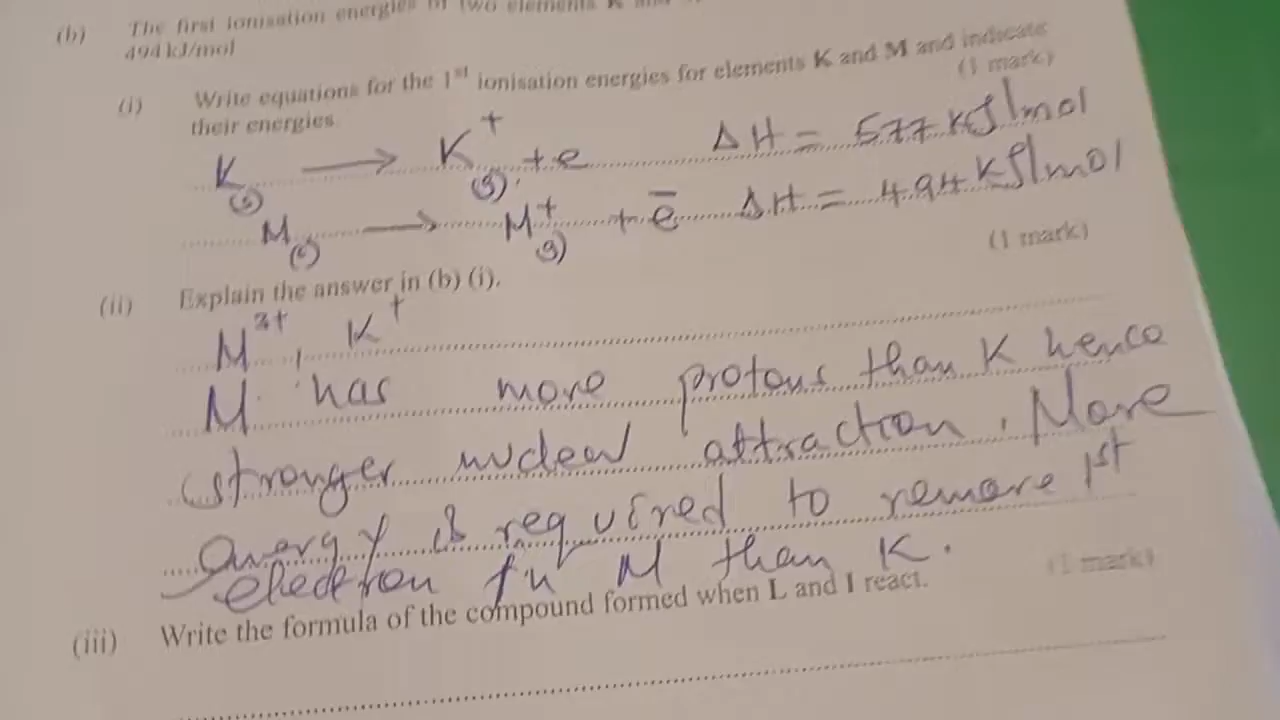 (b) The first ionisation energies of two elements K and
494 kJ/mol
(i) Write equations for the 1st ionisation energies for elements K and M and indicate
their energies. (1 mark)
K(s) → K+(g) + e ΔH = 577 KJ/mol
M(s) → M+(g) + e̅ ΔH = 494 KJ/mol
(1 mark)
(ii) Explain the answer in (b) (i).
M3+, K+
M has more protons than K hence
stronger nuclear attraction. More
energy is required to remove 1st
electron in M than K.
(1 mark)
(iii) Write the formula of the compound formed when L and I react.